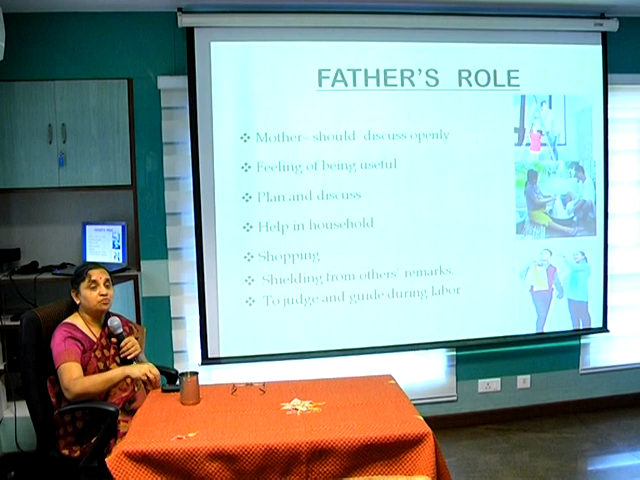 FATHER'S ROLE
Mother– should discuss openly
Feeling of being useful
Plan and discuss
Help in household
Shopping
Shielding from others' remarks.
To judge and guide during labor